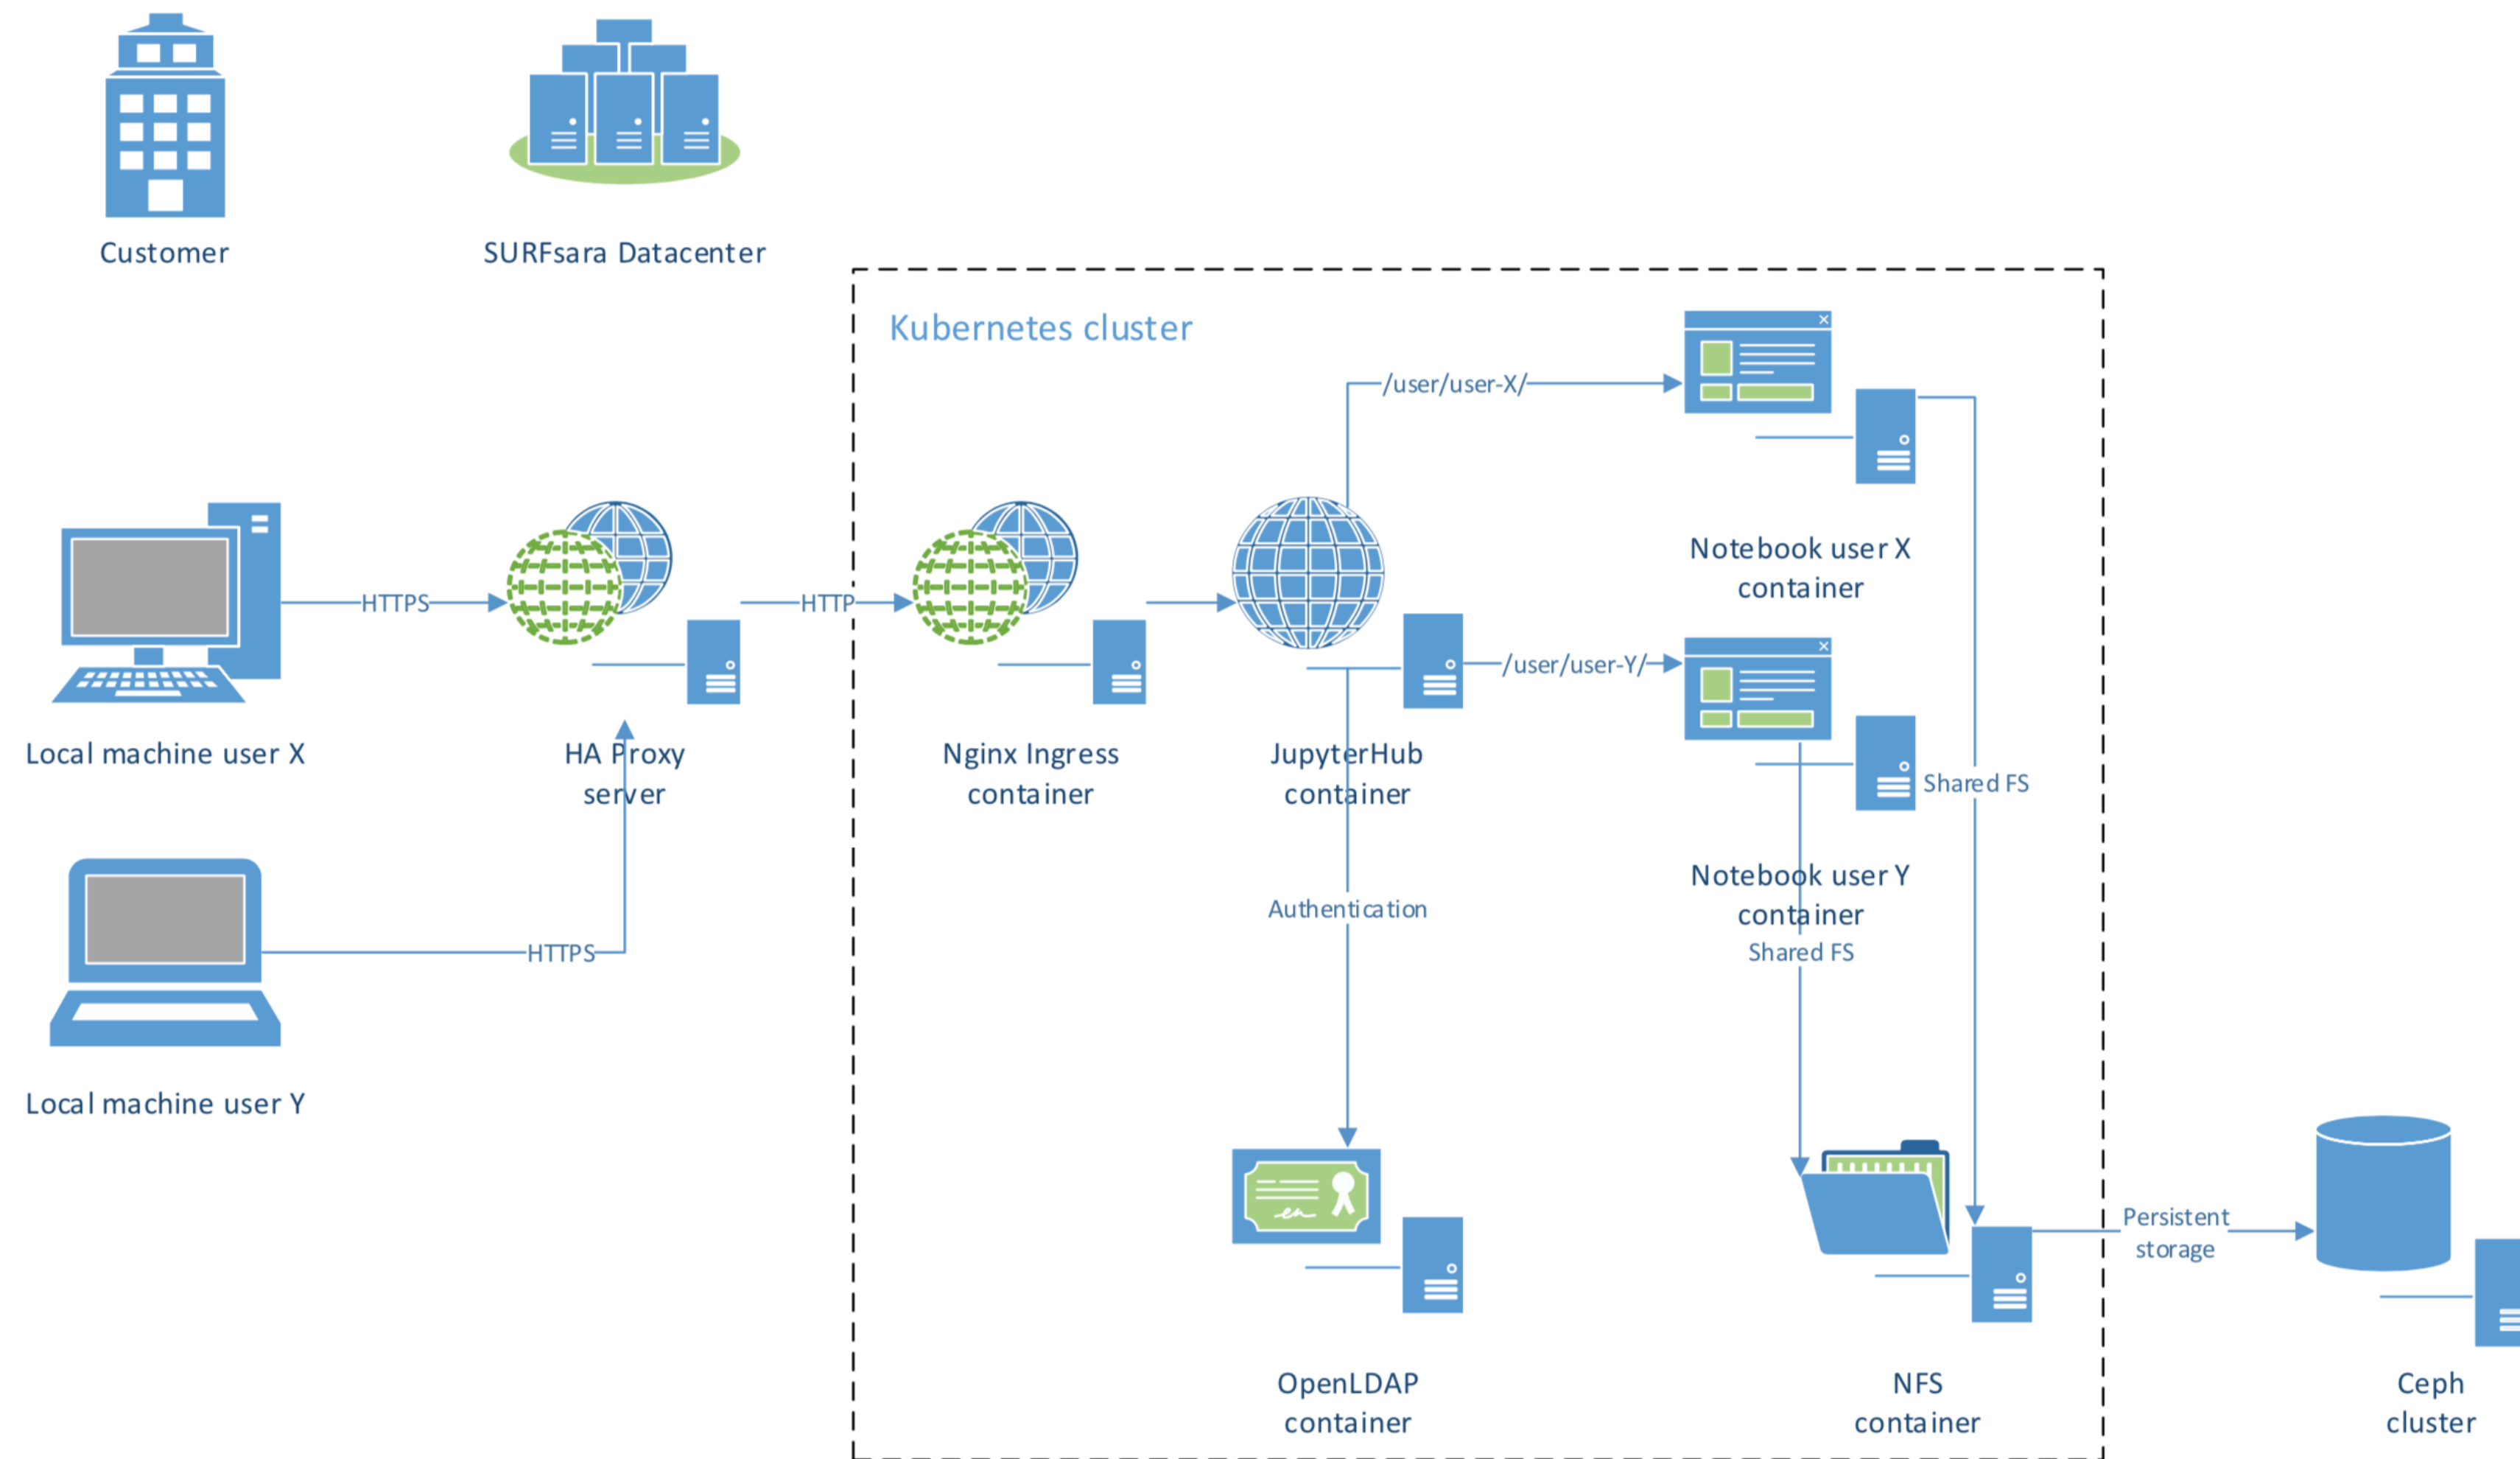 Customer
SURFsara Datacenter
Kubernetes cluster
/user/user-X/
Notebook user X
container
HTTPS
HTTP
/user/user-Y/
Local machine user X
HA Proxy
server
Nginx Ingress
container
JupyterHub
container
Shared FS
Notebook user Y
container
Authentication
Shared FS
HTTPS
Local machine user Y
Persistent
storage
OpenLDAP
container
NFS
container
Ceph
cluster